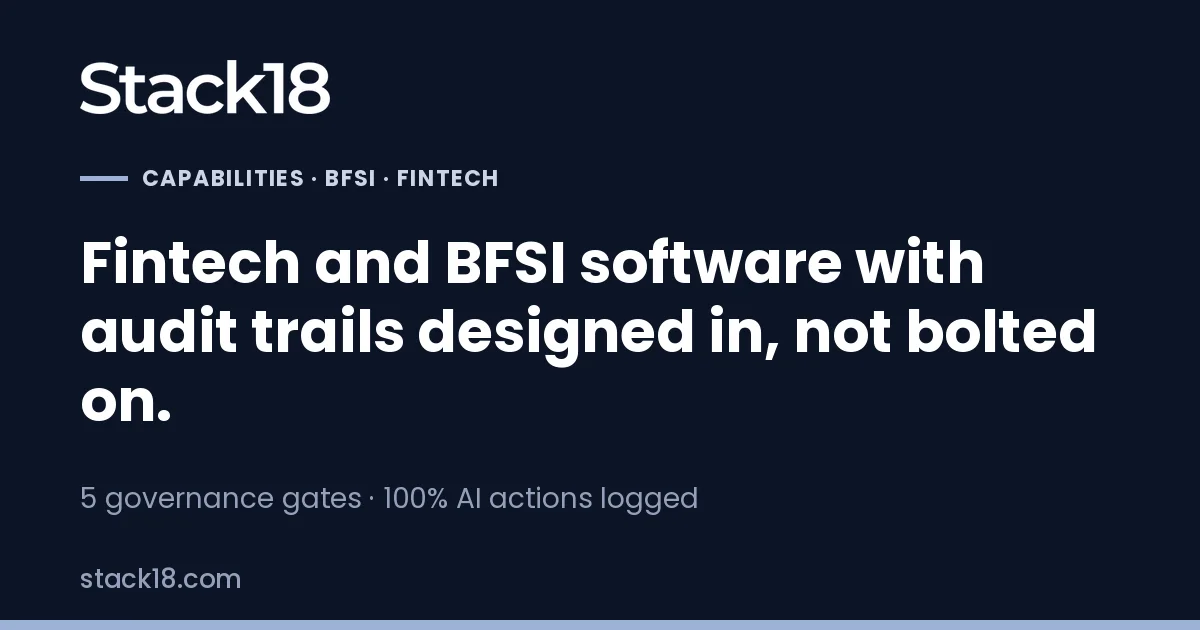 Stack18
CAPABILITIES · BFSI · FINTECH
Fintech and BFSI software with
audit trails designed in, not bolted
on.
5 governance gates · 100% AI actions logged
stack18.com